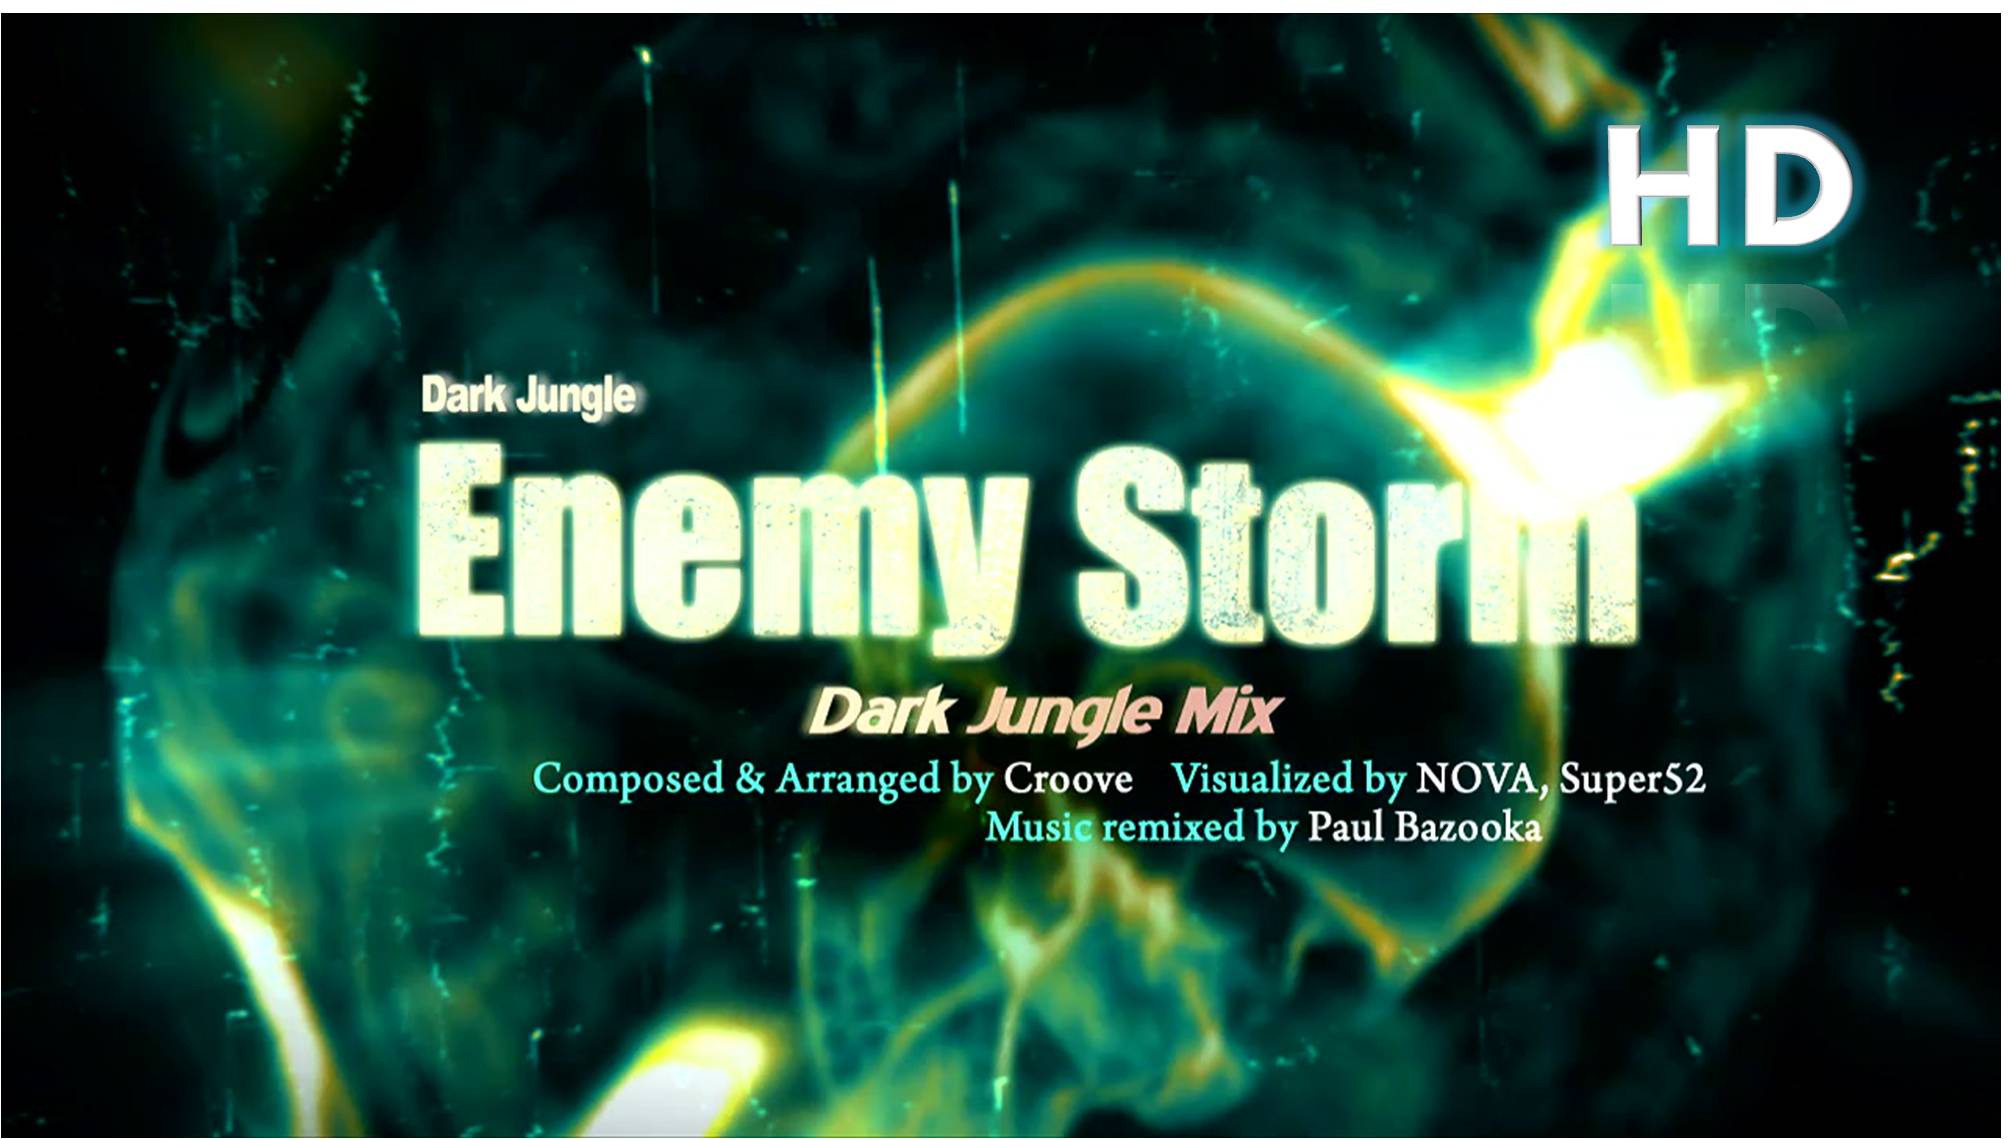 HD
Dark Jungle
Enemy Storm
Dark Jungle Mix
Composed & Arranged by Croove Visualized by NOVA, Super52
Music remixed by Paul Bazooka